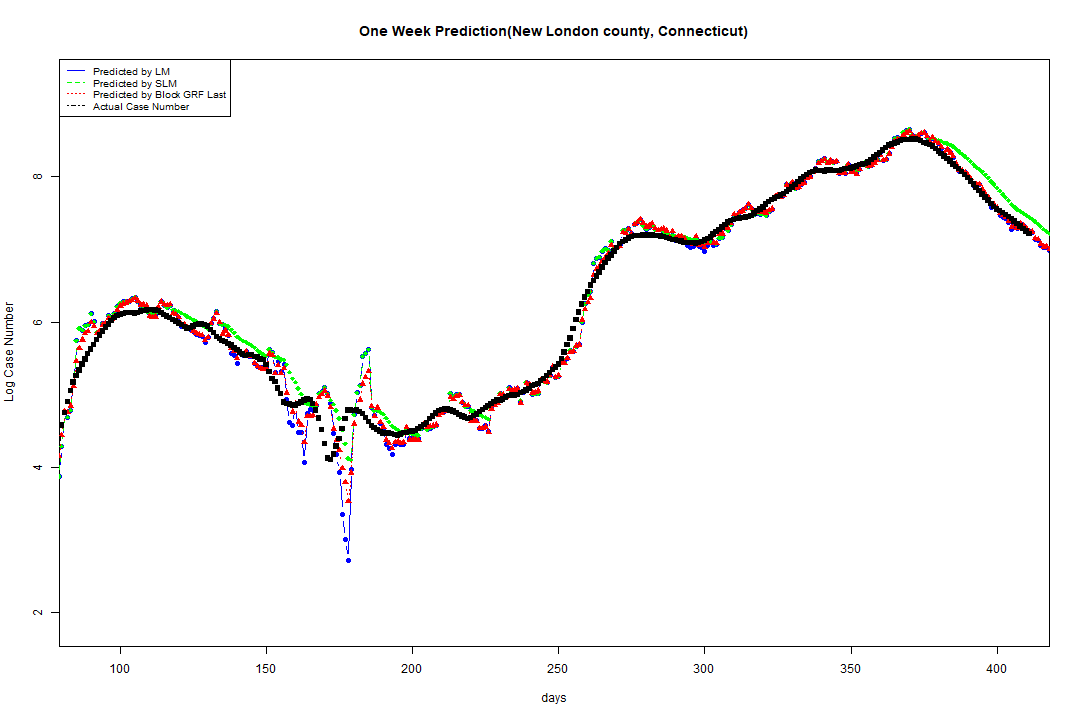 One Week Prediction(New London county, Connecticut)
Predicted by LM
Predicted by SLM
Predicted by Block GRF Last
Actual Case Number
Log Case Number
8
6
4
2
100 150 200 250 300 350 400
days